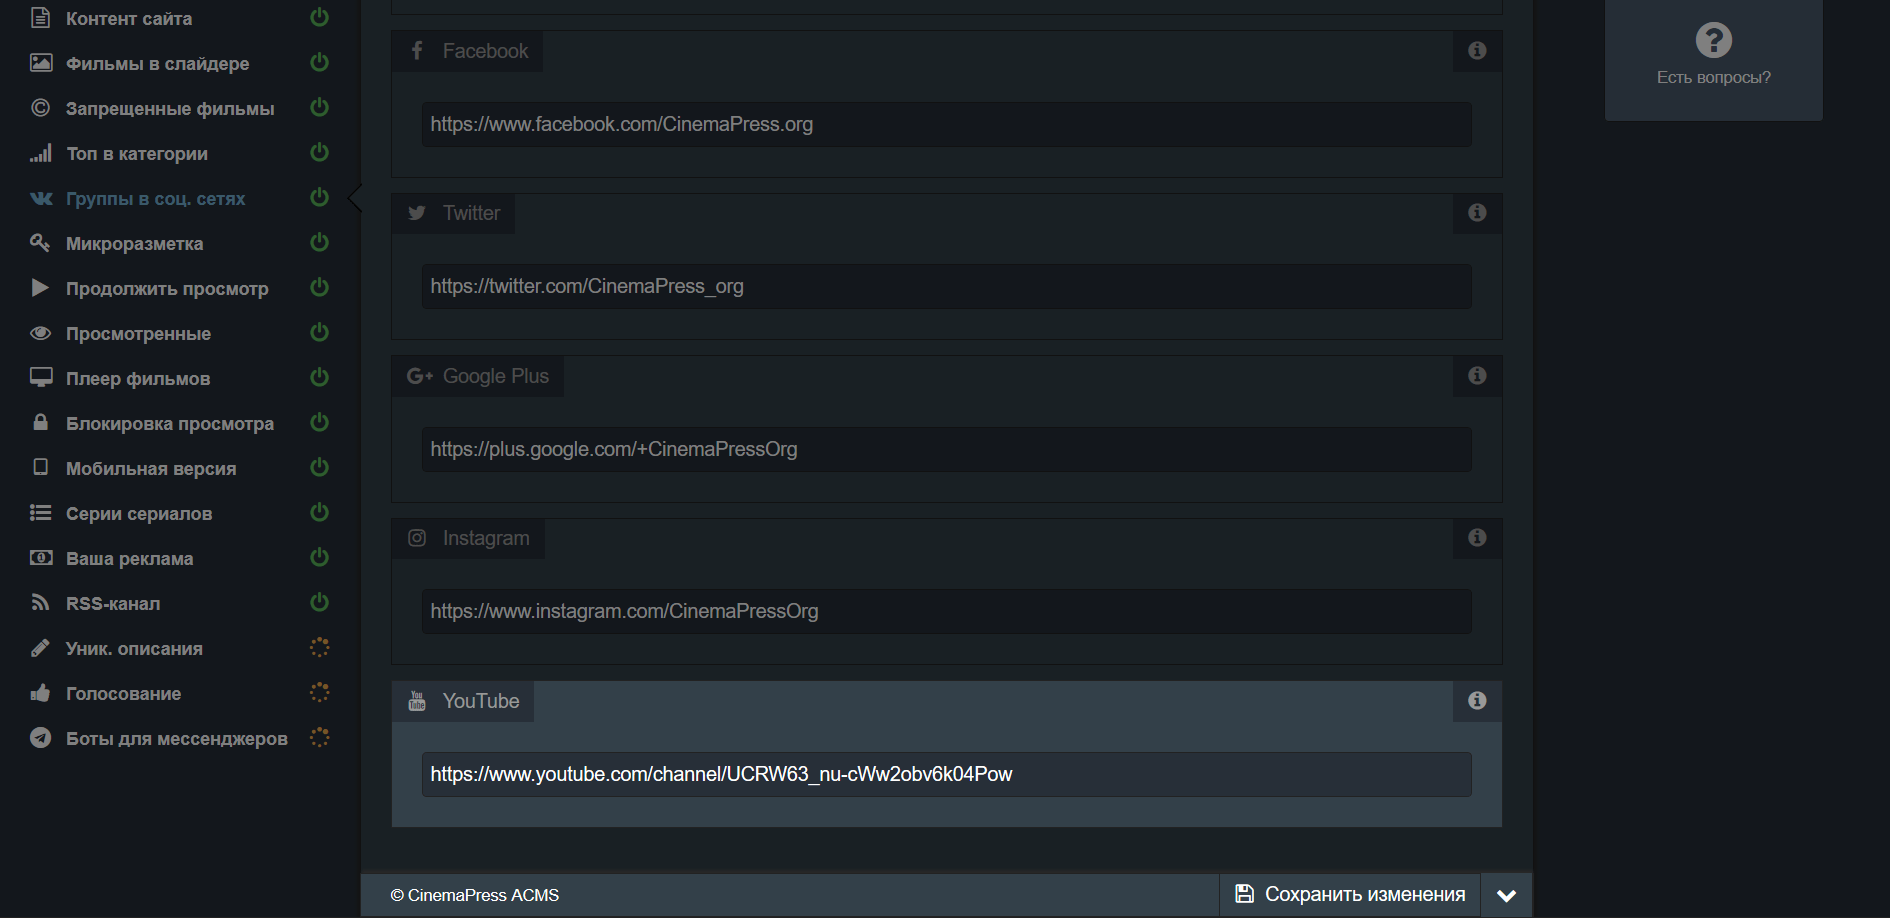 Контент сайта
Фильмы в слайдере
Запрещенные фильмы
Топ в категории
Группы в соц. сетях
Микроразметка
Продолжить просмотр
Просмотренные
Плеер фильмов
Блокировка просмотра
Мобильная версия
Серии сериалов
Ваша реклама
RSS-канал
Уник. описания
Голосование
Боты для мессенджеров
Facebook
https://www.facebook.com/CinemaPress.org
Twitter
https://twitter.com/CinemaPress_org
Google Plus
https://plus.google.com/+CinemaPressOrg
Instagram
https://www.instagram.com/CinemaPressOrg
YouTube
https://www.youtube.com/channel/UCRW63_nu-cWw2obv6k04Pow
© CinemaPress ACMS
Сохранить изменения
Есть вопросы?